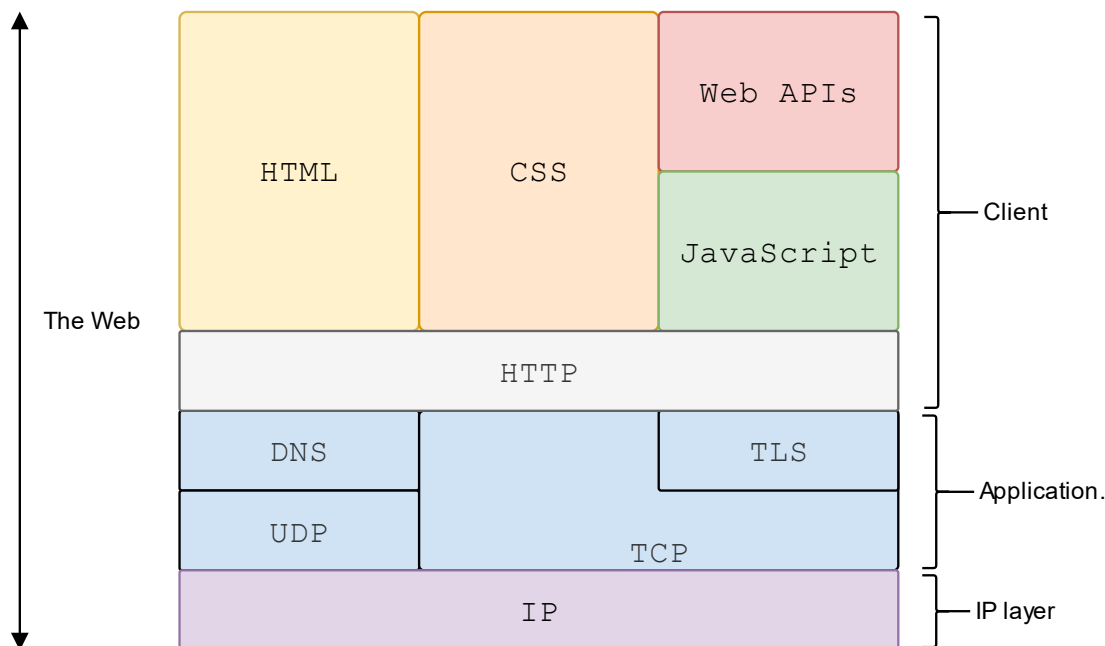 Web APIs
HTML
CSS
Client
JavaScript
The Web
HTTP
DNS
TLS
Application.
UDP
TCP
IP
IP layer